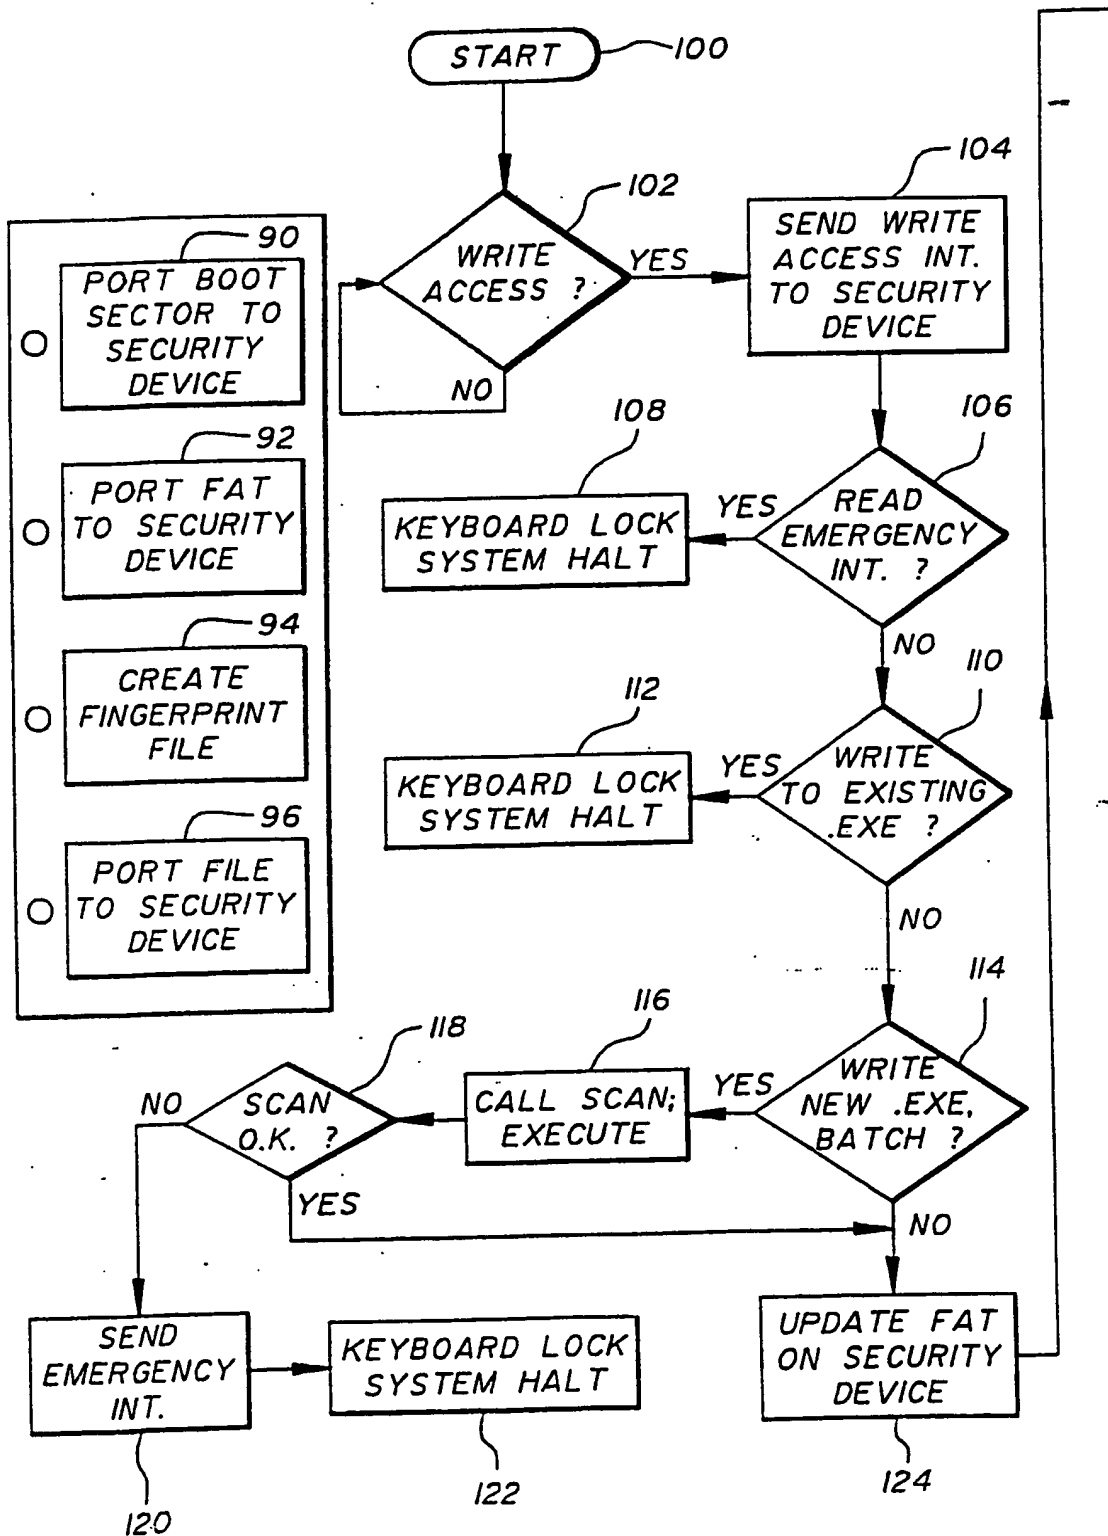 START
100
102
WRITE
ACCESS ?
YES
NO
104
SEND WRITE
ACCESS INT.
TO SECURITY
DEVICE
90
PORT BOOT
SECTOR TO
SECURITY
DEVICE
92
PORT FAT
TO SECURITY
DEVICE
94
CREATE
FINGERPRINT
FILE
96
PORT FILE
TO SECURITY
DEVICE
106
READ
EMERGENCY
INT. ?
YES
NO
108
KEYBOARD LOCK
SYSTEM HALT
110
WRITE
TO EXISTING
.EXE ?
YES
NO
112
KEYBOARD LOCK
SYSTEM HALT
114
WRITE
NEW .EXE,
BATCH ?
YES
NO
116
CALL SCAN;
EXECUTE
118
SCAN
O.K. ?
NO
YES
SEND
EMERGENCY
INT.
120
KEYBOARD LOCK
SYSTEM HALT
122
UPDATE FAT
ON SECURITY
DEVICE
124